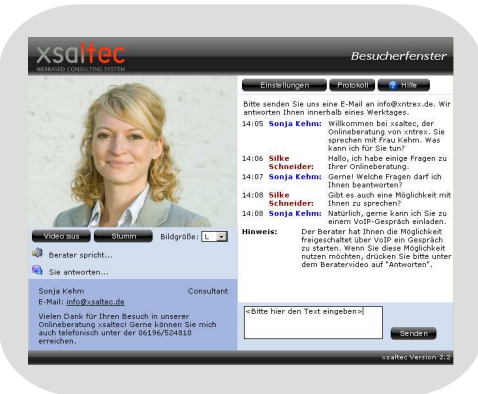 xsaltec
WEBBASED CONSULTING SYSTEM
Besucherfenster
Video aus
Stumm
Bildgröße:
L
Berater spricht...
Sie antworten...
Sonja Kehm
Consultant
E-Mail: info@xsaltec.de
Vielen Dank für Ihren Besuch in unserer
Onlineberatung xsaltec! Gerne können Sie mich
auch telefonisch unter der 06196/524810
erreichen.
Einstellungen
Protokoll
? Hilfe
Bitte senden Sie uns eine E-Mail an info@xntrex.de. Wir
antworten Ihnen innerhalb eines Werktages.
14:05 Sonja Kehm: Willkommen bei xsaltec, der
Onlineberatung von xntrex. Sie
sprechen mit Frau Kehm. Was
kann ich für Sie tun?
14:06 Silke Hallo, ich habe einige Fragen zu
Schneider: Ihrer Onlineberatung.
14:07 Sonja Kehm: Gerne! Welche Fragen darf ich
Ihnen beantworten?
14:08 Silke Gibt es auch eine Möglichkeit mit
Schneider: Ihnen zu sprechen?
14:08 Sonja Kehm: Natürlich, gerne kann ich Sie zu
einem VoIP-Gespräch einladen.
Hinweis: Der Berater hat Ihnen die Möglichkeit
freigeschaltet über VoIP ein Gespräch
zu starten. Wenn Sie diese Möglichkeit
nutzen möchten, drücken Sie bitte unter
dem Beratervideo auf "Antworten".
<Bitte hier den Text eingeben>
Senden
xsaltec Version 2.2